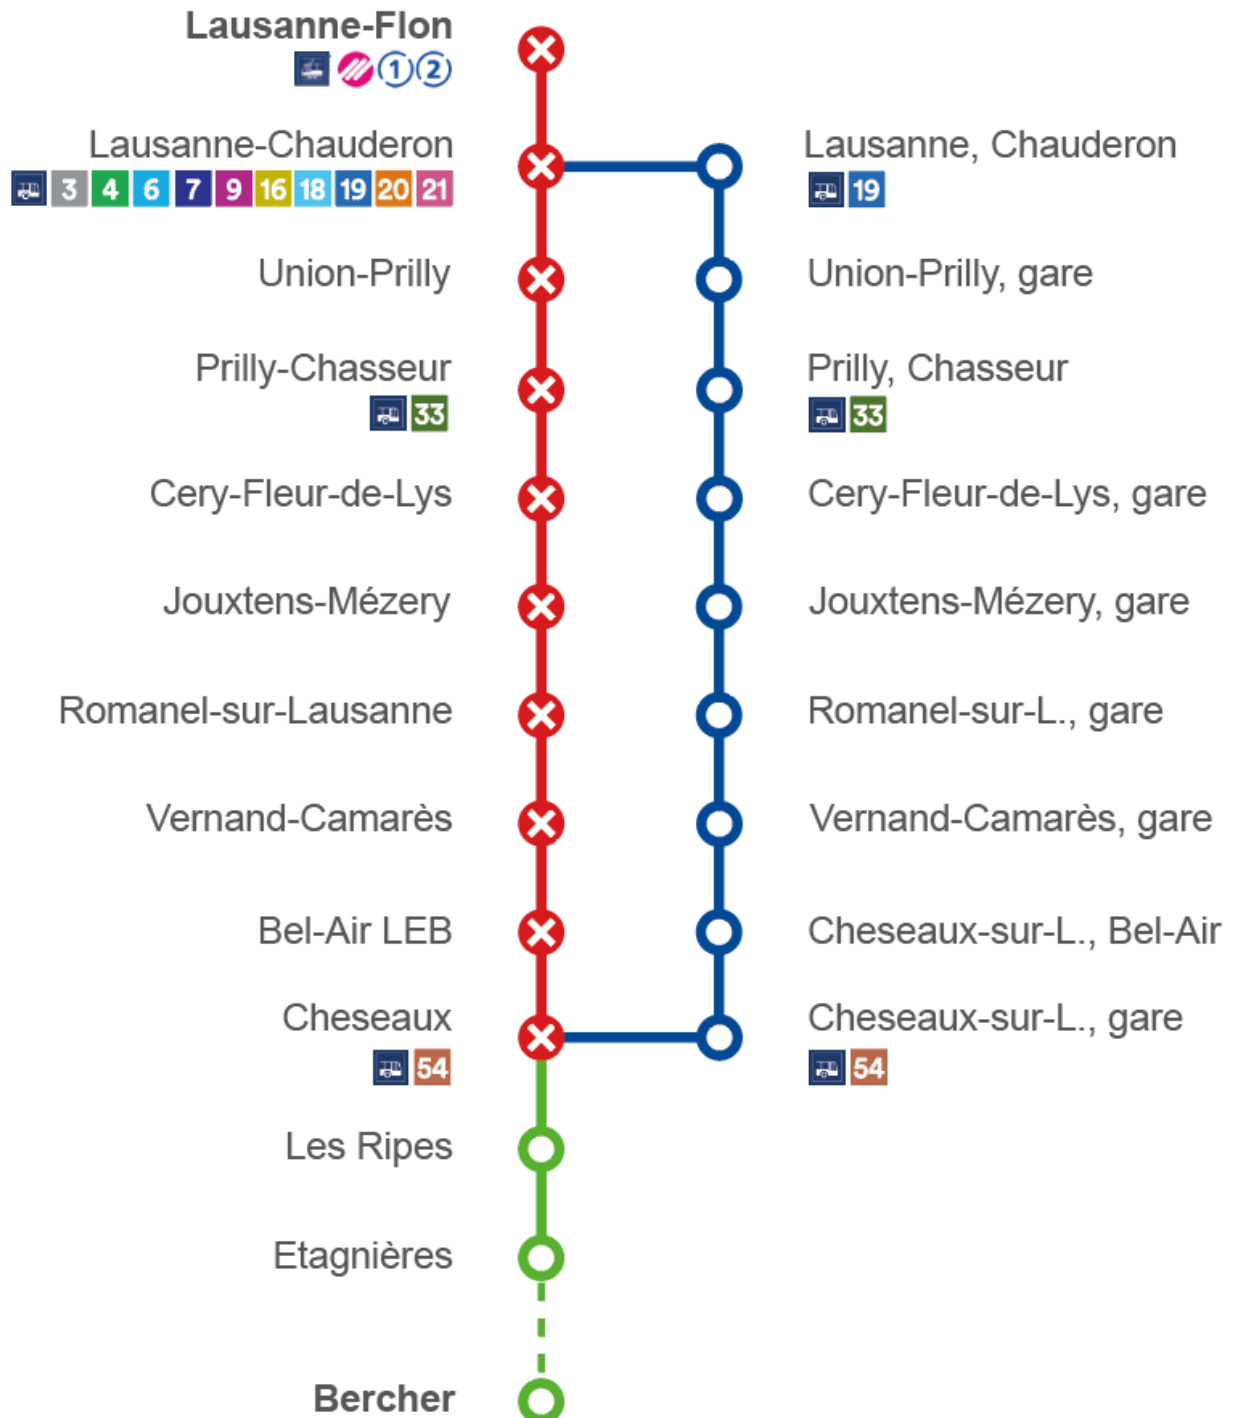 Lausanne-Flon
1 2
Lausanne-Chauderon
3 4 6 7 9 16 18 19 20 21
Lausanne, Chauderon
19
Union-Prilly
Union-Prilly, gare
Prilly-Chasseur
33
Prilly, Chasseur
33
Cery-Fleur-de-Lys
Cery-Fleur-de-Lys, gare
Jouxtens-Mézery
Jouxtens-Mézery, gare
Romanel-sur-Lausanne
Romanel-sur-L., gare
Vernand-Camarès
Vernand-Camarès, gare
Bel-Air LEB
Cheseaux-sur-L., Bel-Air
Cheseaux
54
Cheseaux-sur-L., gare
54
Les Ripes
Etagnières
Bercher